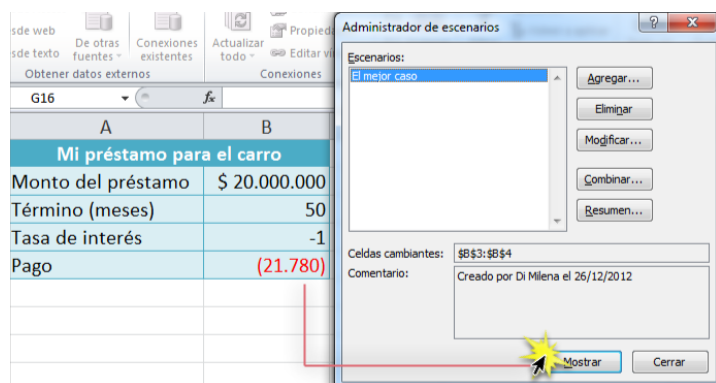 sde web
sde texto
De otras
fuentes
Conexiones
existentes
Obtener datos externos
Actualizar
todo
Editar
Conexiones
G16
fx
A
B
Mi préstamo para el carro
Monto del préstamo $ 20.000.000
Término (meses) 50
Tasa de interés -1
Pago (21.780)
Administrador de escenarios
Escenarios:
El mejor caso
Agregar...
Eliminar
Modificar...
Combinar...
Resumen...
Celdas cambiantes: $B$3:$B$4
Comentario: Creado por Di Milena el 26/12/2012
Mostrar
Cerrar